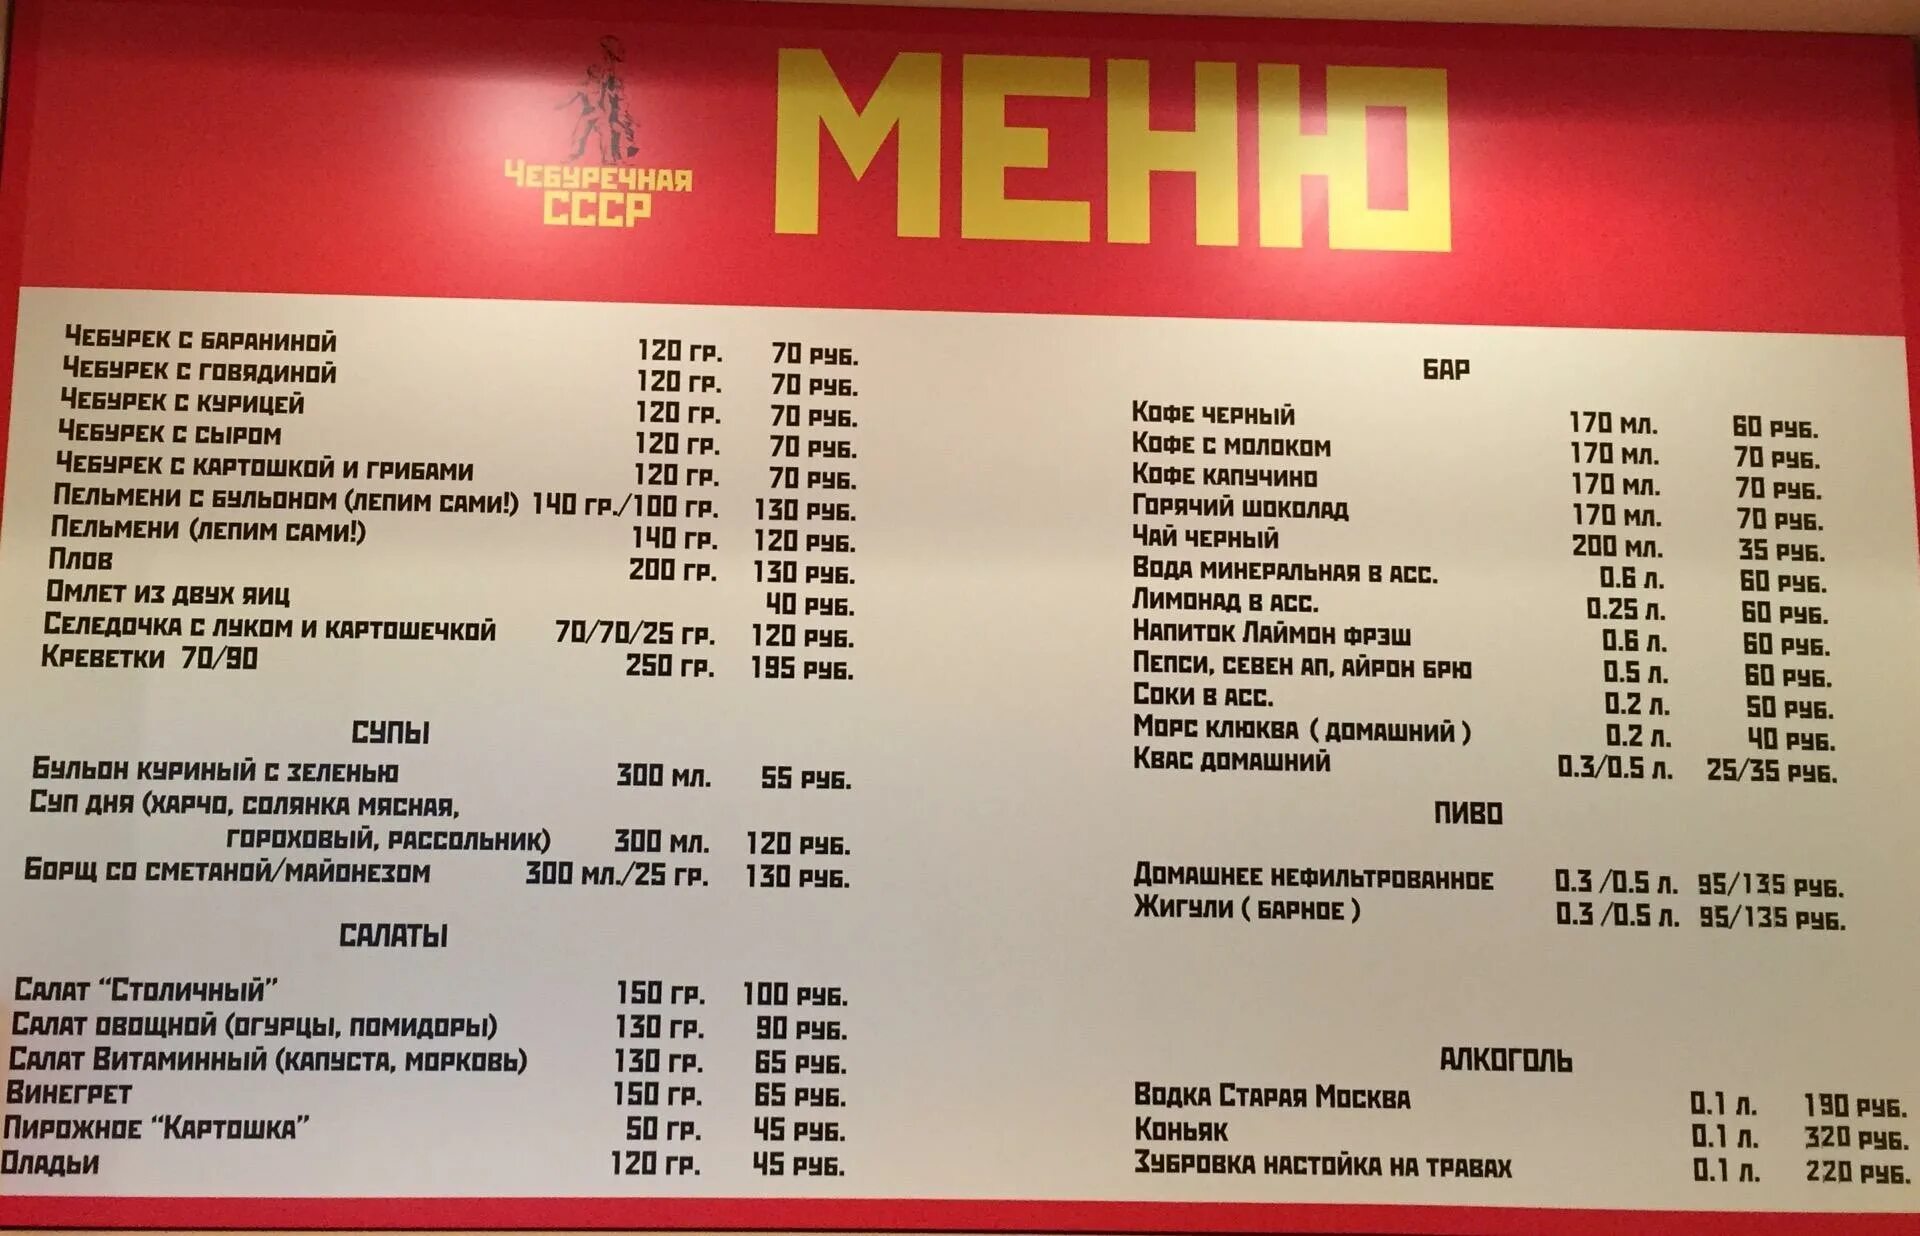 Чебуречная
СССР
МЕНЮ
Чебурек с бараниной 120 гр. 70 руб.
Чебурек с говядиной 120 гр. 70 руб.
Чебурек с курицей 120 гр. 70 руб.
Чебурек с сыром 120 гр. 70 руб.
Чебурек с картошкой и грибами 120 гр. 70 руб.
Пельмени с бульоном (лепим сами!) 140 гр./100 гр. 130 руб.
Пельмени (лепим сами!) 140 гр. 120 руб.
Плов 200 гр. 130 руб.
Омлет из двух яиц 40 руб.
Селедочка с луком и картошечкой 70/70/25 гр. 120 руб.
Креветки 70/90 250 гр. 195 руб.
СУПЫ
Бульон куриный с зеленью 300 мл. 55 руб.
Суп дня (харчо, солянка мясная,
гороховый, рассольник) 300 мл. 120 руб.
Борщ со сметаной/майонезом 300 мл./25 гр. 130 руб.
САЛАТЫ
Салат "Столичный" 150 гр. 100 руб.
Салат овощной (огурцы, помидоры) 130 гр. 90 руб.
Салат Витаминный (капуста, морковь) 130 гр. 65 руб.
Винегрет 150 гр. 65 руб.
Пирожное "Картошка" 50 гр. 45 руб.
Оладьи 120 гр. 45 руб.
БАР
Кофе черный 170 мл. 60 руб.
Кофе с молоком 170 мл. 70 руб.
Кофе капучино 170 мл. 70 руб.
Горячий шоколад 170 мл. 70 руб.
Чай черный 200 мл. 35 руб.
Вода минеральная в асс. 0.6 л. 60 руб.
Лимонад в асс. 0.25 л. 60 руб.
Напиток Лаймон фрэш 0.6 л. 60 руб.
Пепси, севен ап, айрон брю 0.5 л. 60 руб.
Соки в асс. 0.2 л. 50 руб.
Морс клюква ( домашний ) 0.2 л. 40 руб.
Квас домашний 0.3/0.5 л. 25/35 руб.
ПИВО
Домашнее нефильтрованное 0.3 /0.5 л. 95/135 руб.
Жигули ( барное ) 0.3 /0.5 л. 95/135 руб.
АЛКОГОЛЬ
Водка Старая Москва 0.1 л. 190 руб.
Коньяк 0.1 л. 320 руб.
Зубровка настойка на травах 0.1 л. 220 руб.